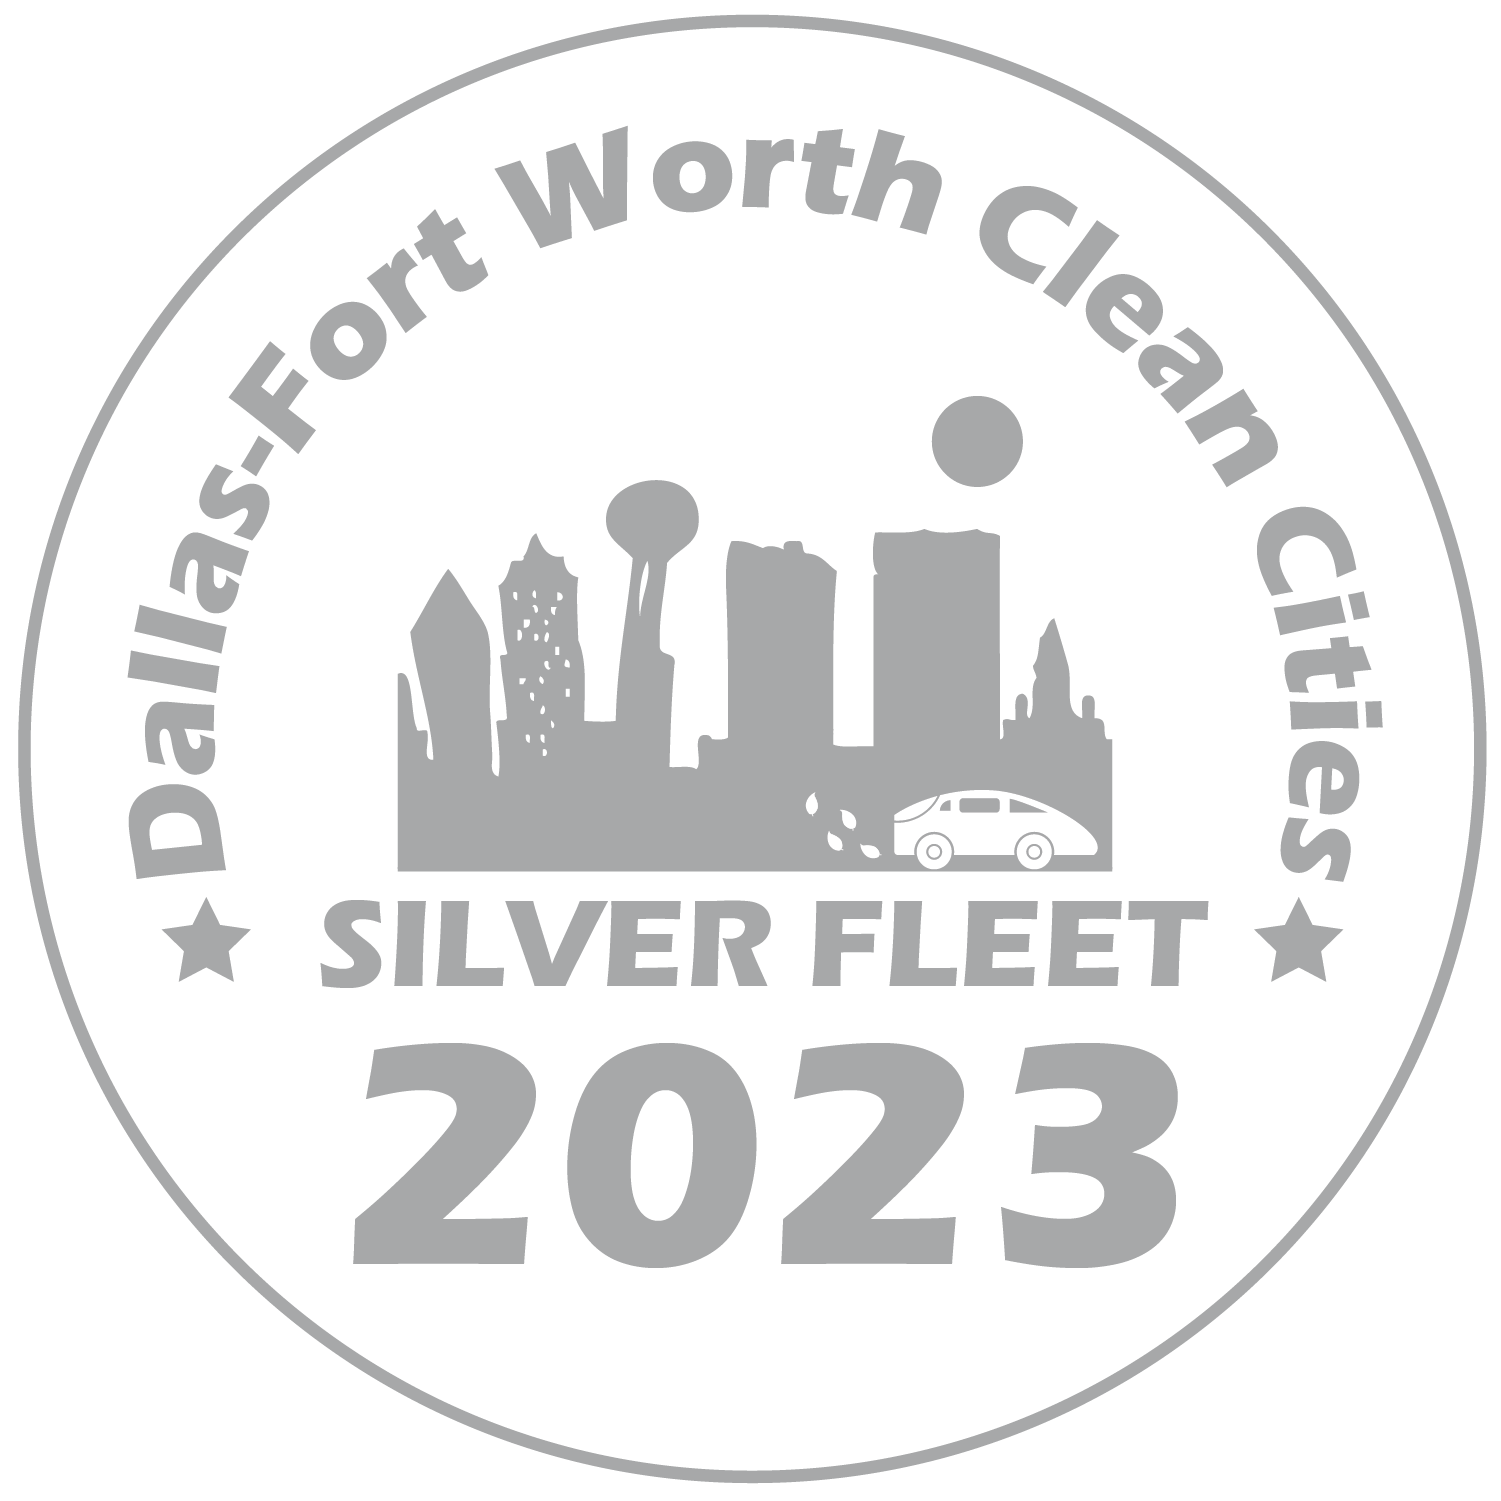 Dallas-Fort Worth Clean Cities
SILVER FLEET
2023